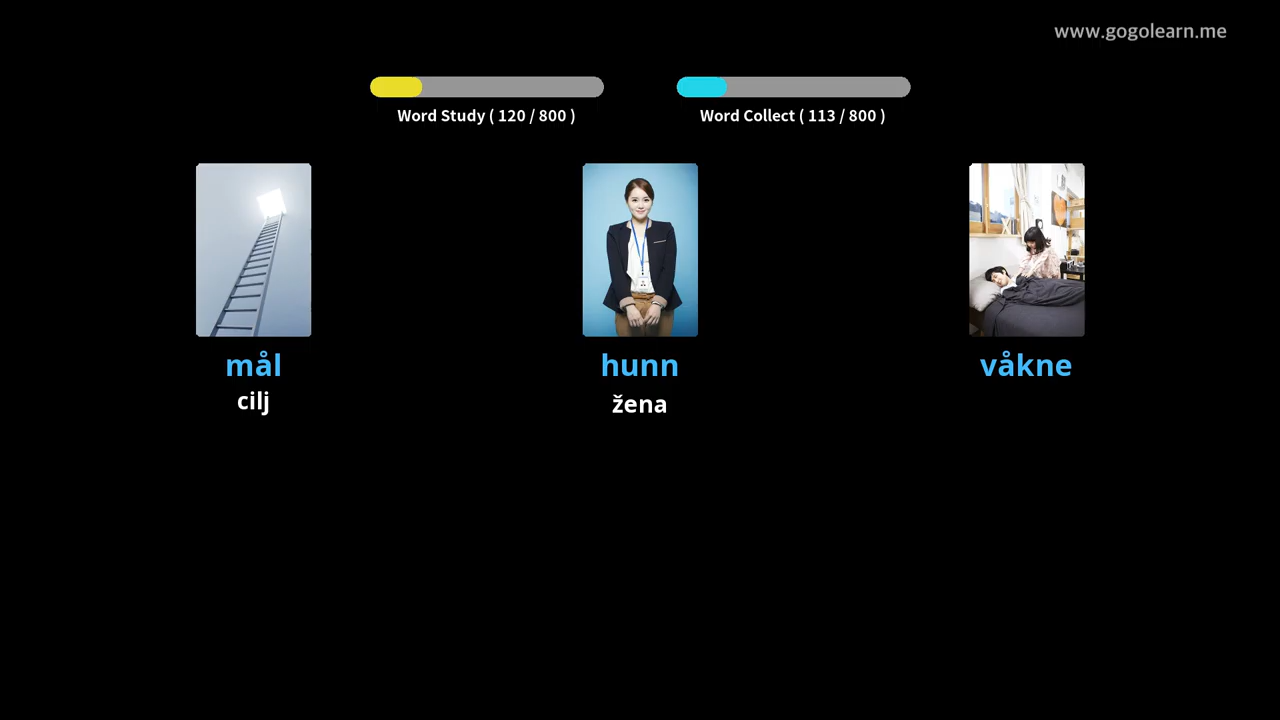 www.gogolearn.me
Word Study ( 120 / 800 )
Word Collect ( 113 / 800 )
mål
hunn
våkne
cilj
žena